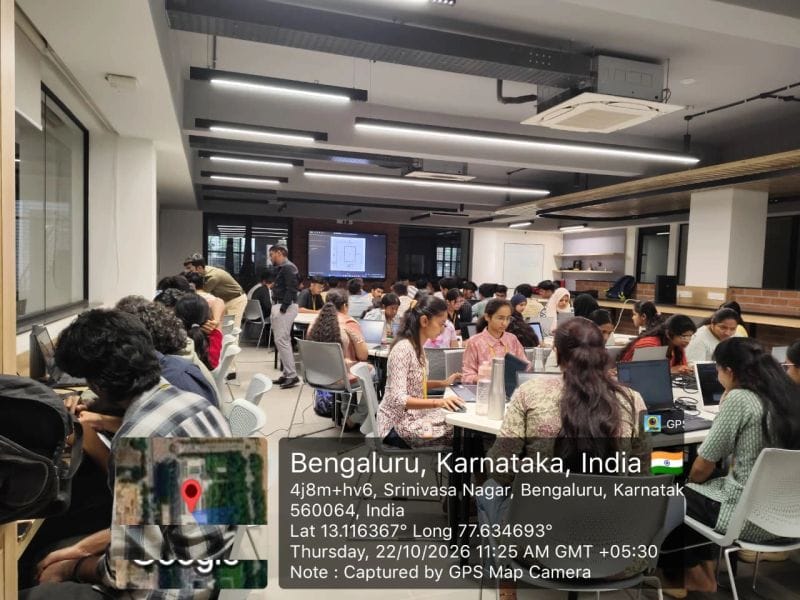 GPS
Bengaluru, Karnataka, India 🇮🇳
4j8m+hv6, Srinivasa Nagar, Bengaluru, Karnatak
560064, India
Lat 13.116367° Long 77.634693°
Thursday, 22/10/2026 11:25 AM GMT +05:30
Note : Captured by GPS Map Camera
Google